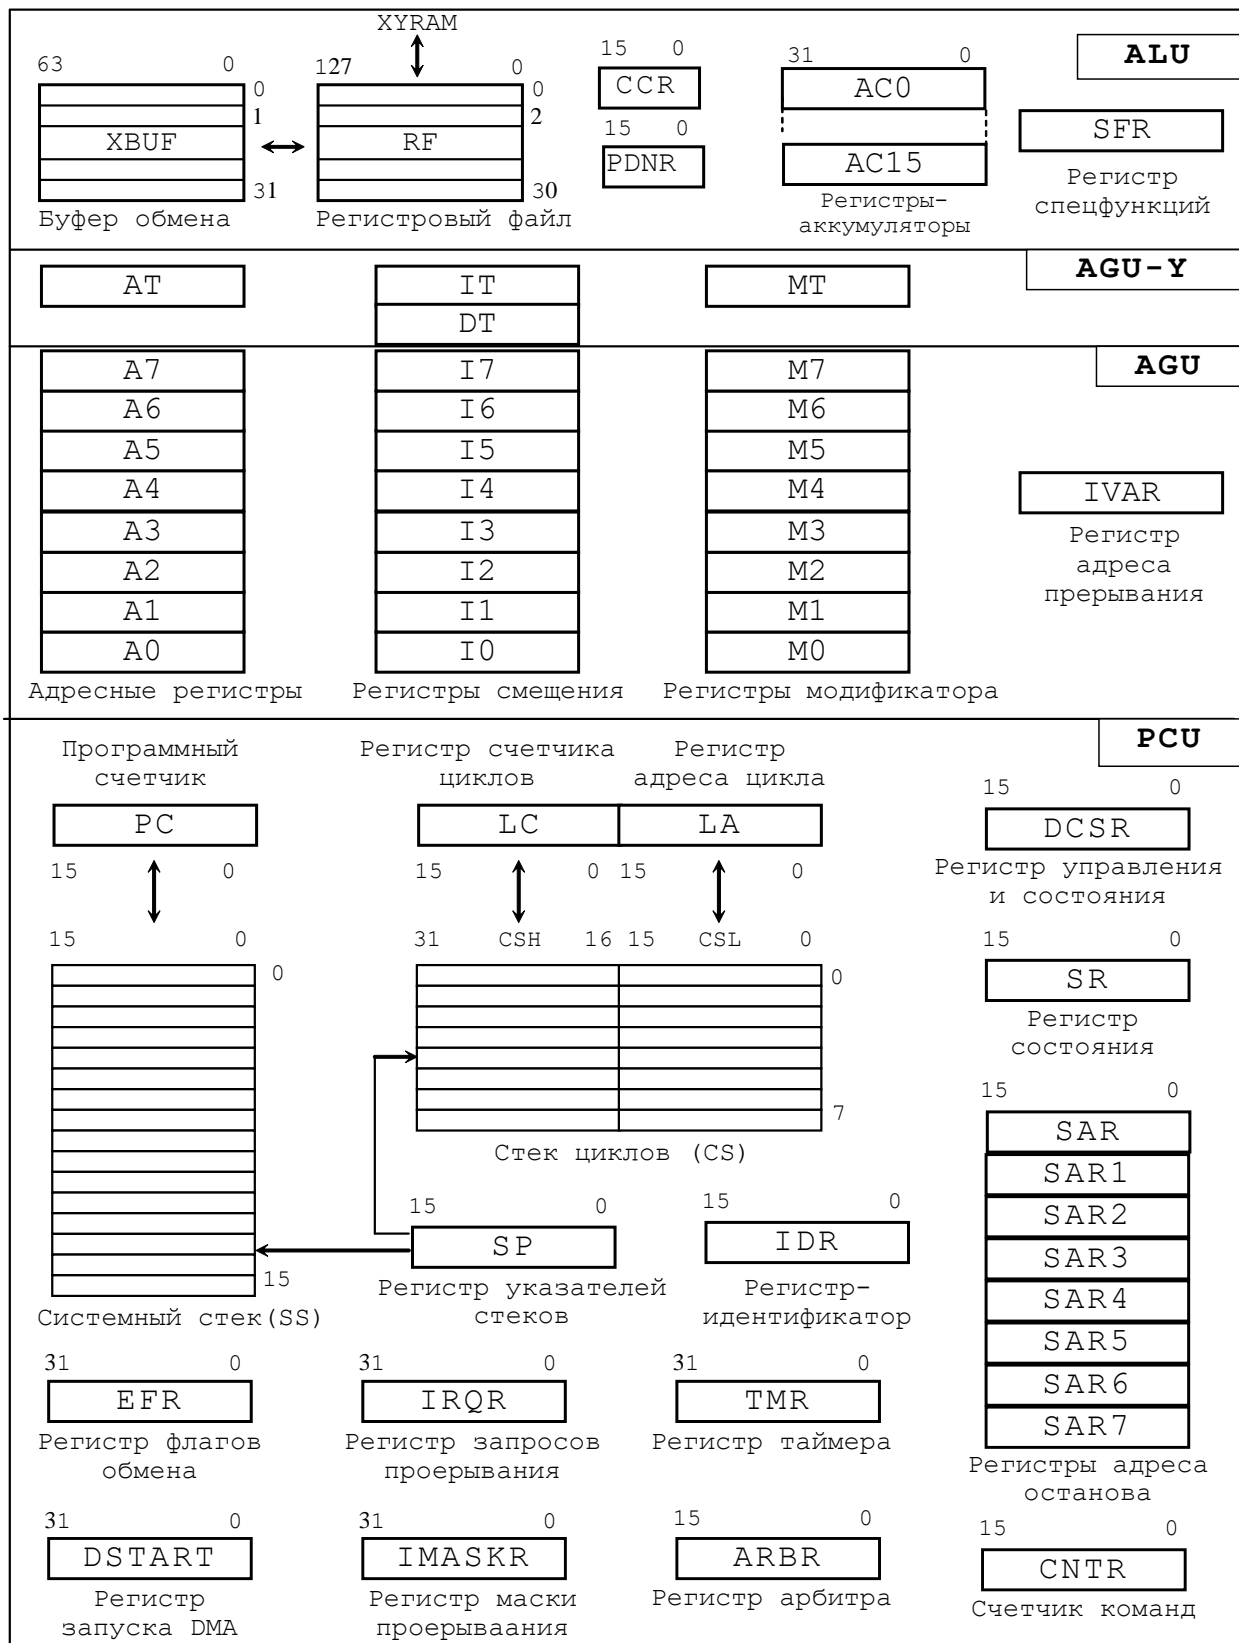 XYRAM
ALU
63 0
127 0
15 0
31 0
0
1
31
0
2
30
XBUF
RF
CCR
15 0
PDNR
AC0
AC15
SFR
Буфер обмена
Регистровый файл
Регистры-
аккумуляторы
Регистр
спецфункций
AGU-Y
AT
IT
DT
MT
AGU
A7 I7 M7
A6 I6 M6
A5 I5 M5
A4 I4 M4
A3 I3 M3
A2 I2 M2
A1 I1 M1
A0 I0 M0
IVAR
Регистр
адреса
прерывания
Адресные регистры
Регистры смещения
Регистры модификатора
PCU
Программный
счетчик
PC
15 0
Регистр счетчика
циклов
LC
15 0
Регистр
адреса цикла
LA
15 0
15 0
DCSR
Регистр управления
и состояния
15 0
0
15
Системный стек(SS)
31 CSH 16 15 CSL 0
0
7
Стек циклов (CS)
15 0
SR
Регистр
состояния
15 0
SP
Регистр указателей
стеков
15 0
IDR
Регистр-
идентификатор
15 0
SAR
SAR1
SAR2
SAR3
SAR4
SAR5
SAR6
SAR7
Регистры адреса
останова
31 0
EFR
Регистр флагов
обмена
31 0
IRQR
Регистр запросов
проерывания
31 0
TMR
Регистр таймера
31 0
DSTART
Регистр
запуска DMA
31 0
IMASKR
Регистр маски
проерываания
15 0
ARBR
Регистр арбитра
15 0
CNTR
Счетчик команд